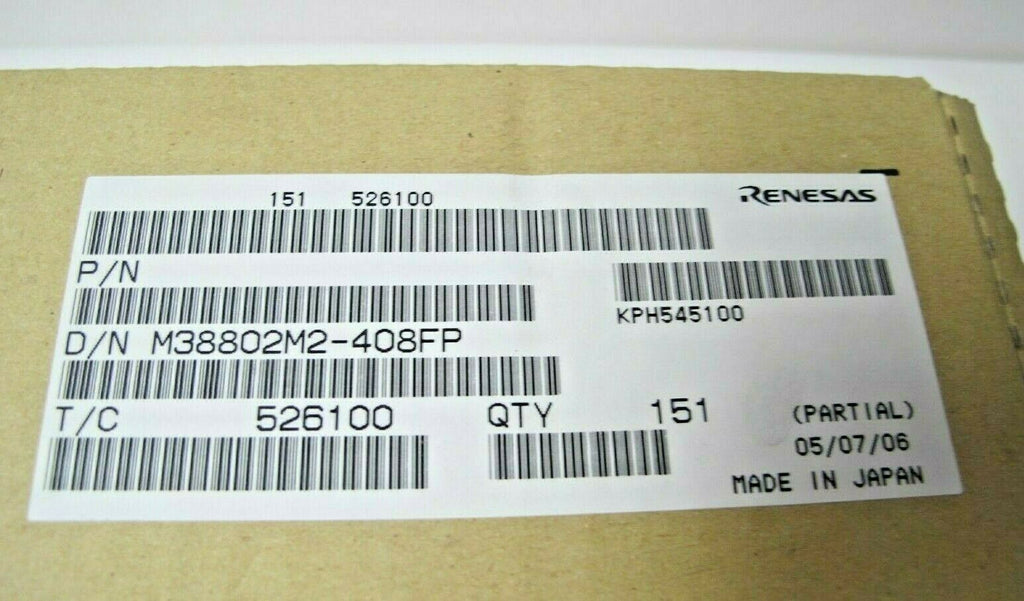 151 526100
RENESAS
P/N
KPH545100
D/N M38802M2-408FP
T/C 526100 QTY 151
(PARTIAL)
05/07/06
MADE IN JAPAN